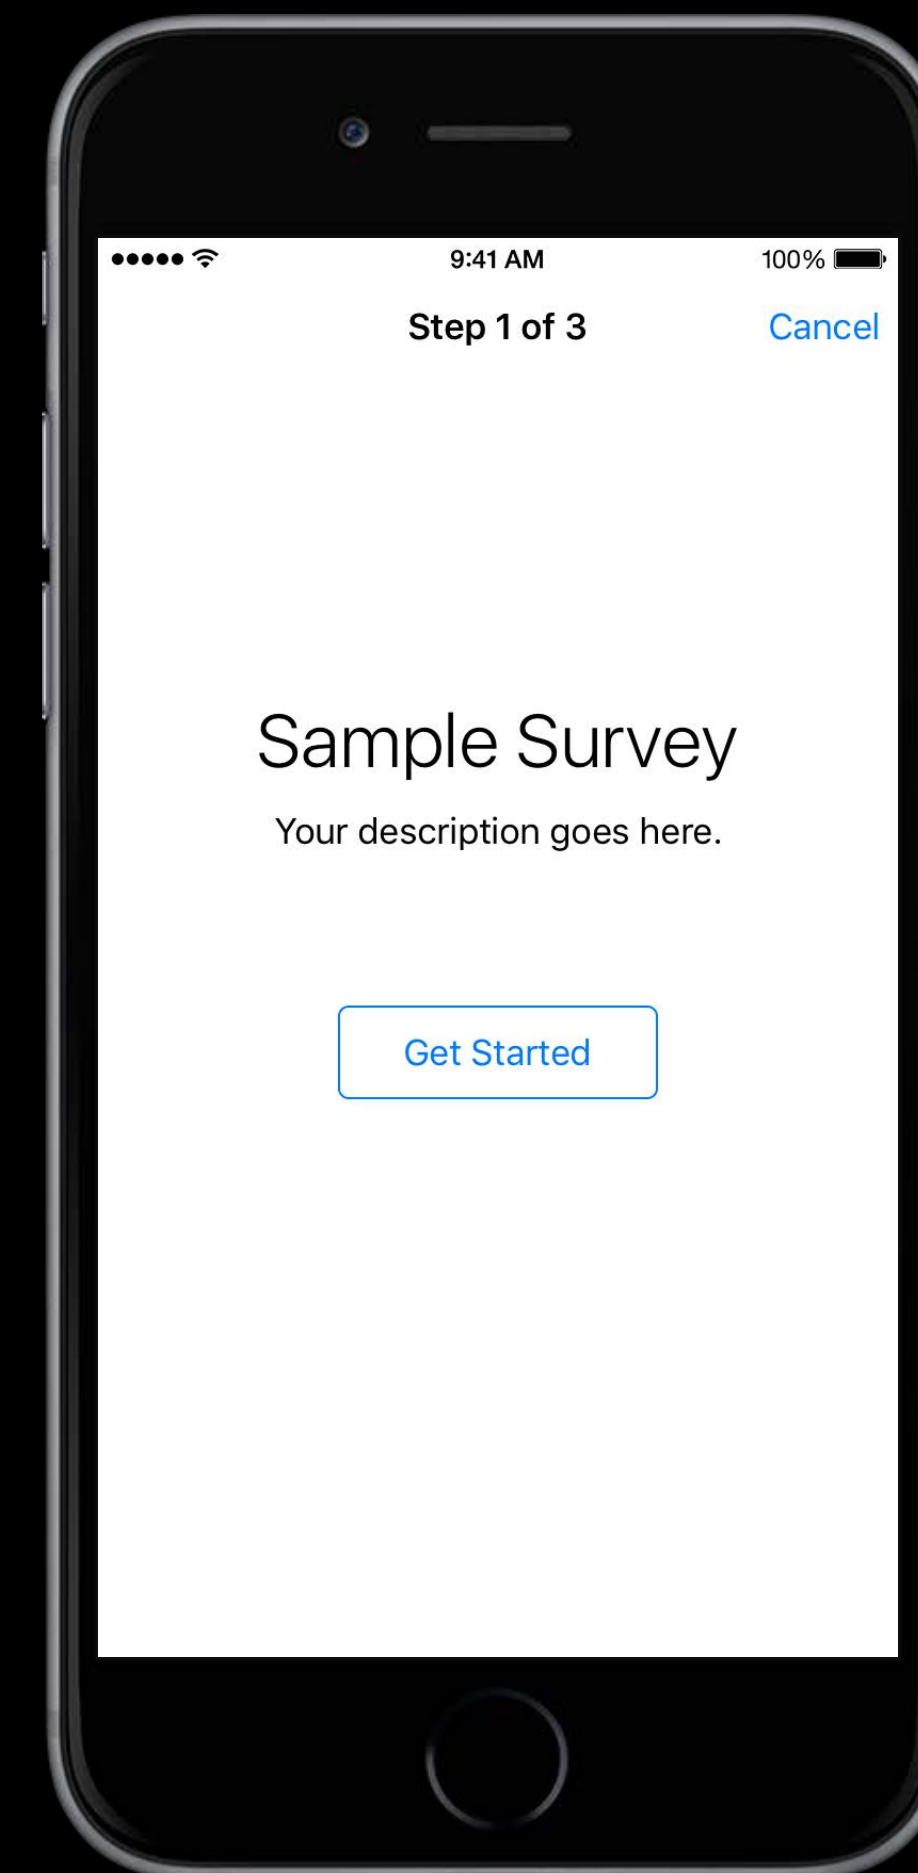 9:41 AM 100%
Step 1 of 3 Cancel
Sample Survey
Your description goes here.
Get Started